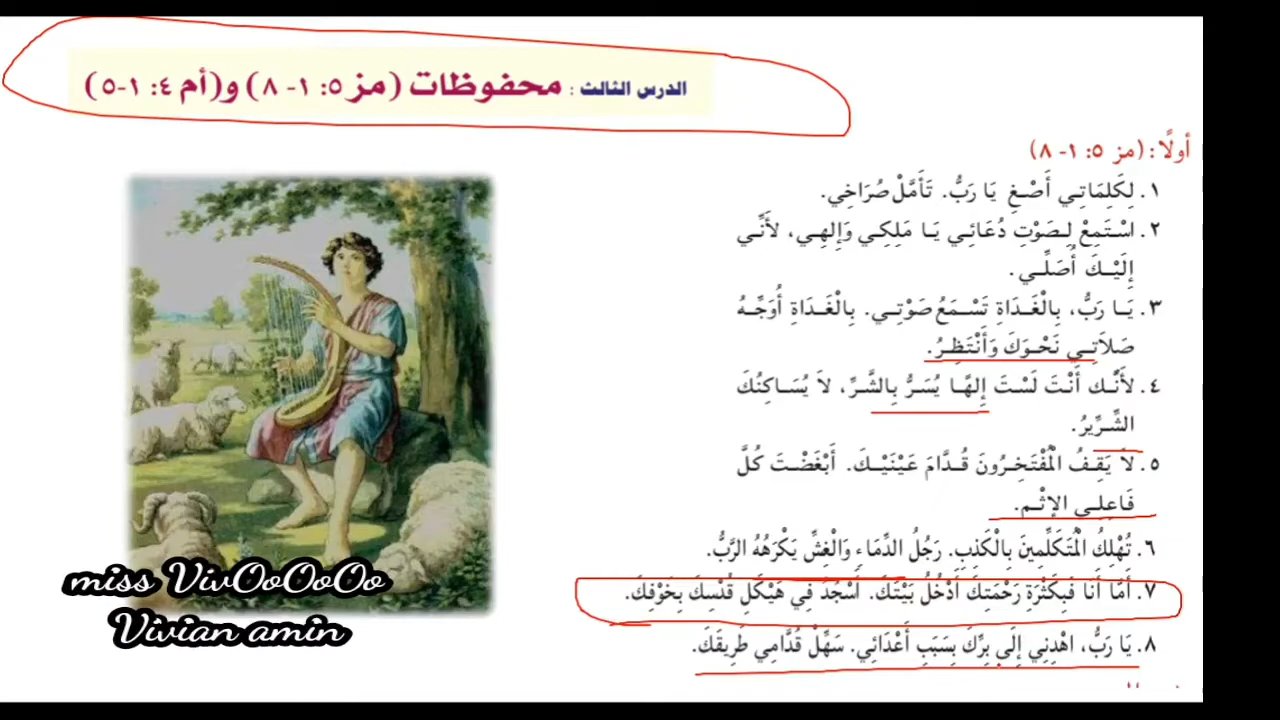 الدرس الثالث : محفوظات (مز ٥: ١- ٨) و(أم ٤: ١-٥)
أولًا: (مز ٥: ١- ٨)
١. لِكَلِمَاتِي أَصْغِ يَا رَبُّ. تَأَمَّلْ صُرَاخِي.
٢. اسْتَمِعْ لِصَوْتِ دُعَائِي يَا مَلِكِي وَإِلهِي، لأَنِّي
إِلَيْكَ أُصَلِّي.
٣. يَا رَبُّ، بِالْغَدَاةِ تَسْمَعُ صَوْتِي. بِالْغَدَاةِ أُوَجِّهُ
صَلاَتِي نَحْوَكَ وَأَنْتَظِرُ.
٤. لأَنَّك أَنْتَ لَسْتَ إِلهًا يُسَرُّ بِالشَّرِّ، لاَ يُسَاكِنُكَ
الشِّرِّيرُ.
٥. لاَ يَقِفُ الْمُفْتَخِرُونَ قُدَّامَ عَيْنَيْكَ. أَبْغَضْتَ كُلَّ
فَاعِلِي الإِثْمِ.
٦. تُهْلِكُ الْمُتَكَلِّمِينَ بِالْكَذِبِ. رَجُلُ الدِّمَاءِ وَالْغِشِّ يَكْرَهُهُ الرَّبُّ.
٧. أَمَّا أَنَا فَبِكَثْرَةِ رَحْمَتِكَ أَدْخُلُ بَيْتَكَ. أَسْجُدُ فِي هَيْكَلِ قُدْسِكَ بِخَوْفِكَ.
٨. يَا رَبُّ، اهْدِنِي إِلَى بِرِّكَ بِسَبَبِ أَعْدَائِي. سَهِّلْ قُدَّامِي طَرِيقَكَ.
miss VivOoOoOo
Vivian amin